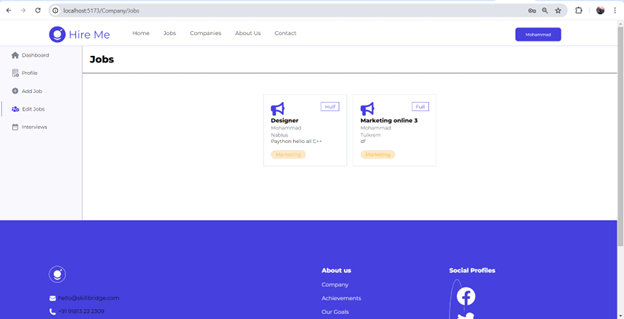 localhost:5173/Company/Jobs
Hire Me
Home Jobs Companies About Us Contact
Mohammad
Dashboard
Profile
Add Job
Edit Jobs
Interviews
Jobs
Half
Designer
Mohammad
Nablus
Paython hello all C++
Marketing
Full
Marketing online 3
Mohammad
Tulkrem
df
Marketing
hello@skillbridge.com
+91 91813 23 2309
About us
Company
Achievements
Our Goals
Social Profiles